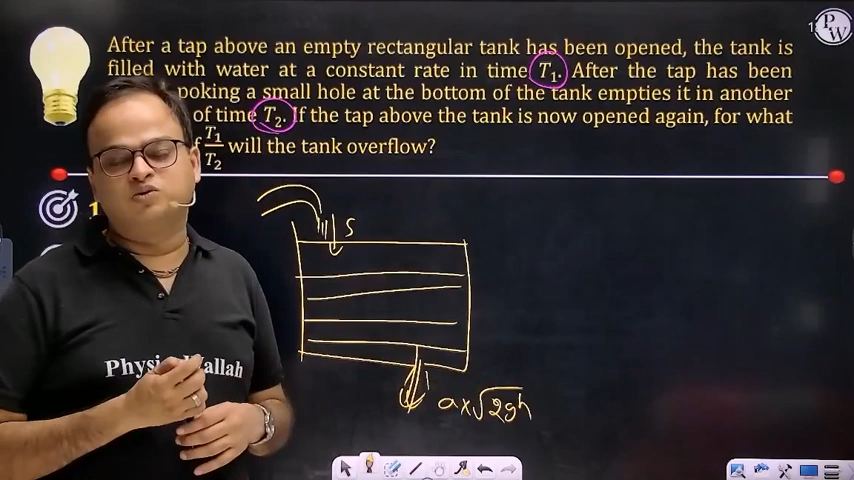 After a tap above an empty rectangular tank has been opened, the tank is
filled with water at a constant rate in time T₁. After the tap has been
poking a small hole at the bottom of the tank empties it in another
of time T₂. If the tap above the tank is now opened again, for what
T₁/T₂ will the tank overflow?
1
S
a×√2gh
Physics Wallah
P
W